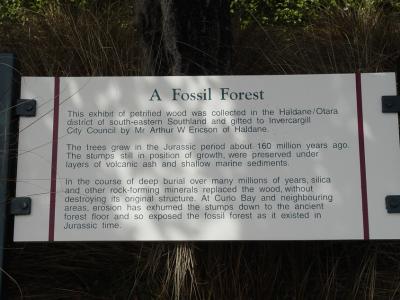 A Fossil Forest
This exhibit of petrified wood was collected in the Haldane/Otara
district of south-eastern Southland and gifted to Invercargill
City Council by Mr Arthur W Ericson of Haldane.
The trees grew in the Jurassic period about 160 million years ago.
The stumps still in position of growth, were preserved under
layers of volcanic ash and shallow marine sediments.
In the course of deep burial over many millions of years, silica
and other rock-forming minerals replaced the wood, without
destroying its original structure. At Curio Bay and neighbouring
areas, erosion has exhumed the stumps down to the ancient
forest floor and so exposed the fossil forest as it existed in
Jurassic time.